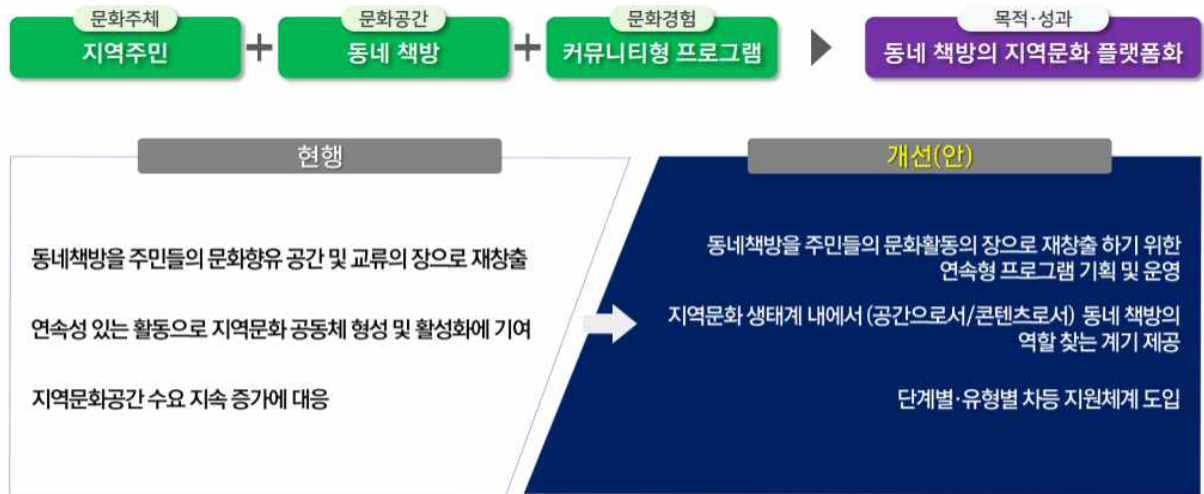 문화주체
지역주민
+
문화공간
동네 책방
+
문화경험
커뮤니티형 프로그램
목적·성과
동네 책방의 지역문화 플랫폼화
현행
동네책방을 주민들의 문화향유 공간 및 교류의 장으로 재창출
연속성 있는 활동으로 지역문화 공동체 형성 및 활성화에 기여
지역문화공간 수요 지속 증가에 대응
개선(안)
동네책방을 주민들의 문화활동의 장으로 재창출 하기 위한
연속형 프로그램 기획 및 운영
지역문화 생태계 내에서 (공간으로서/콘텐츠로서) 동네 책방의
역할 찾는 계기 제공
단계별·유형별 차등 지원체계 도입